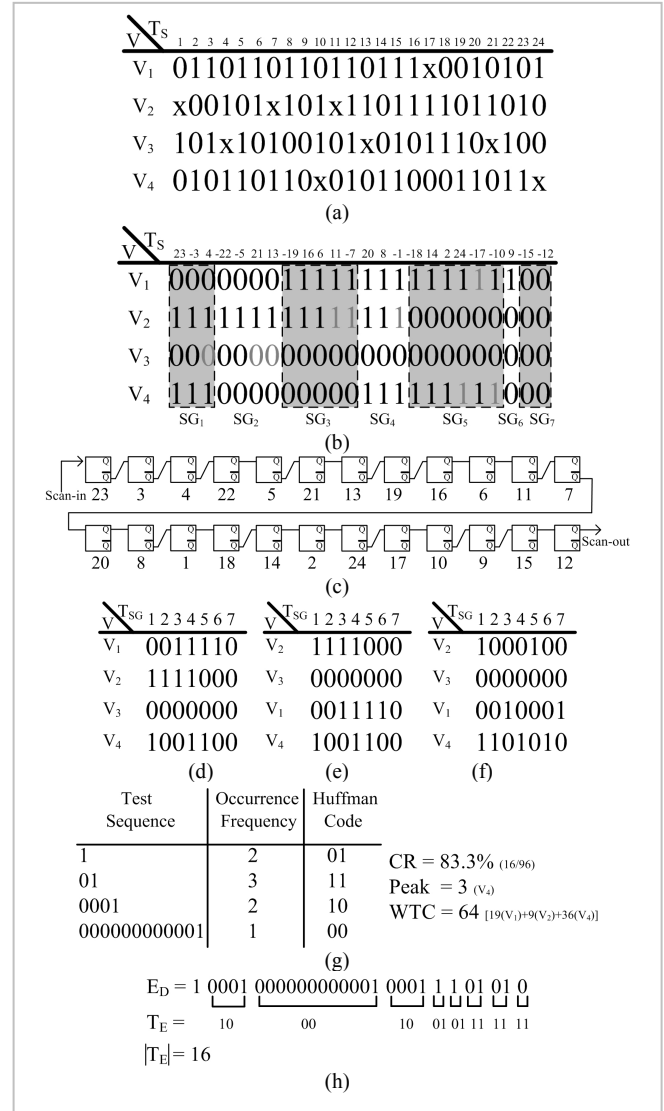 V TS 1 2 3 4 5 6 7 8 9 10 11 12 13 14 15 16 17 18 19 20 21 22 23 24
V1 0110110110110111x0010101
V2 x00101x101x1101111011010
V3 101x10100101x0101110x100
V4 010110110x0101100011011x
(a)
V TS 23 -3 4 -22 -5 21 13 -19 16 6 11 -7 20 8 -1 -18 14 2 24 -17 -10 9 -15 -12
V1 000000011111111111111100
V2 111111111111111000000000
V3 000000000000000000000000
V4 111000000000111111111000
SG1 SG2 SG3 SG4 SG5 SG6 SG7
(b)
Q Q Q Q Q Q Q Q Q Q Q Q
Q Q Q Q Q Q Q Q Q Q Q Q
Scan-in 23 3 4 22 5 21 13 19 16 6 11 7
Q Q Q Q Q Q Q Q Q Q Q Q
Q Q Q Q Q Q Q Q Q Q Q Q
Scan-out
20 8 1 18 14 2 24 17 10 9 15 12
(c)
V TSG 1 2 3 4 5 6 7
V1 0011110
V2 1111000
V3 0000000
V4 1001100
(d)
V TSG 1 2 3 4 5 6 7
V2 1111000
V3 0000000
V1 0011110
V4 1001100
(e)
V TSG 1 2 3 4 5 6 7
V2 1000100
V3 0000000
V1 0010001
V4 1101010
(f)
Test Sequence Occurrence Frequency Huffman Code
1 2 01
01 3 11
0001 2 10
000000000001 1 00
CR = 83.3% (16/96)
Peak = 3 (V4)
WTC = 64 [19(V1)+9(V2)+36(V4)]
(g)
ED = 1 0001 000000000001 0001 1 1 01 01 0
TE = 10 00 10 01 01 11 11 11
|TE| = 16
(h)